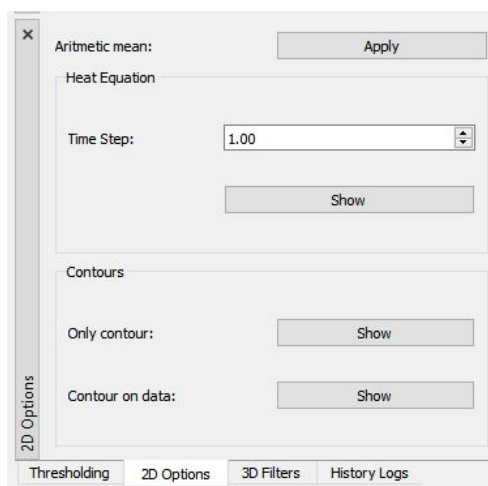 Aritmetic mean:
Apply
Heat Equation
Time Step:
1.00
Show
Contours
Only contour:
Show
Contour on data:
Show
2D Options
Thresholding
2D Options
3D Filters
History Logs